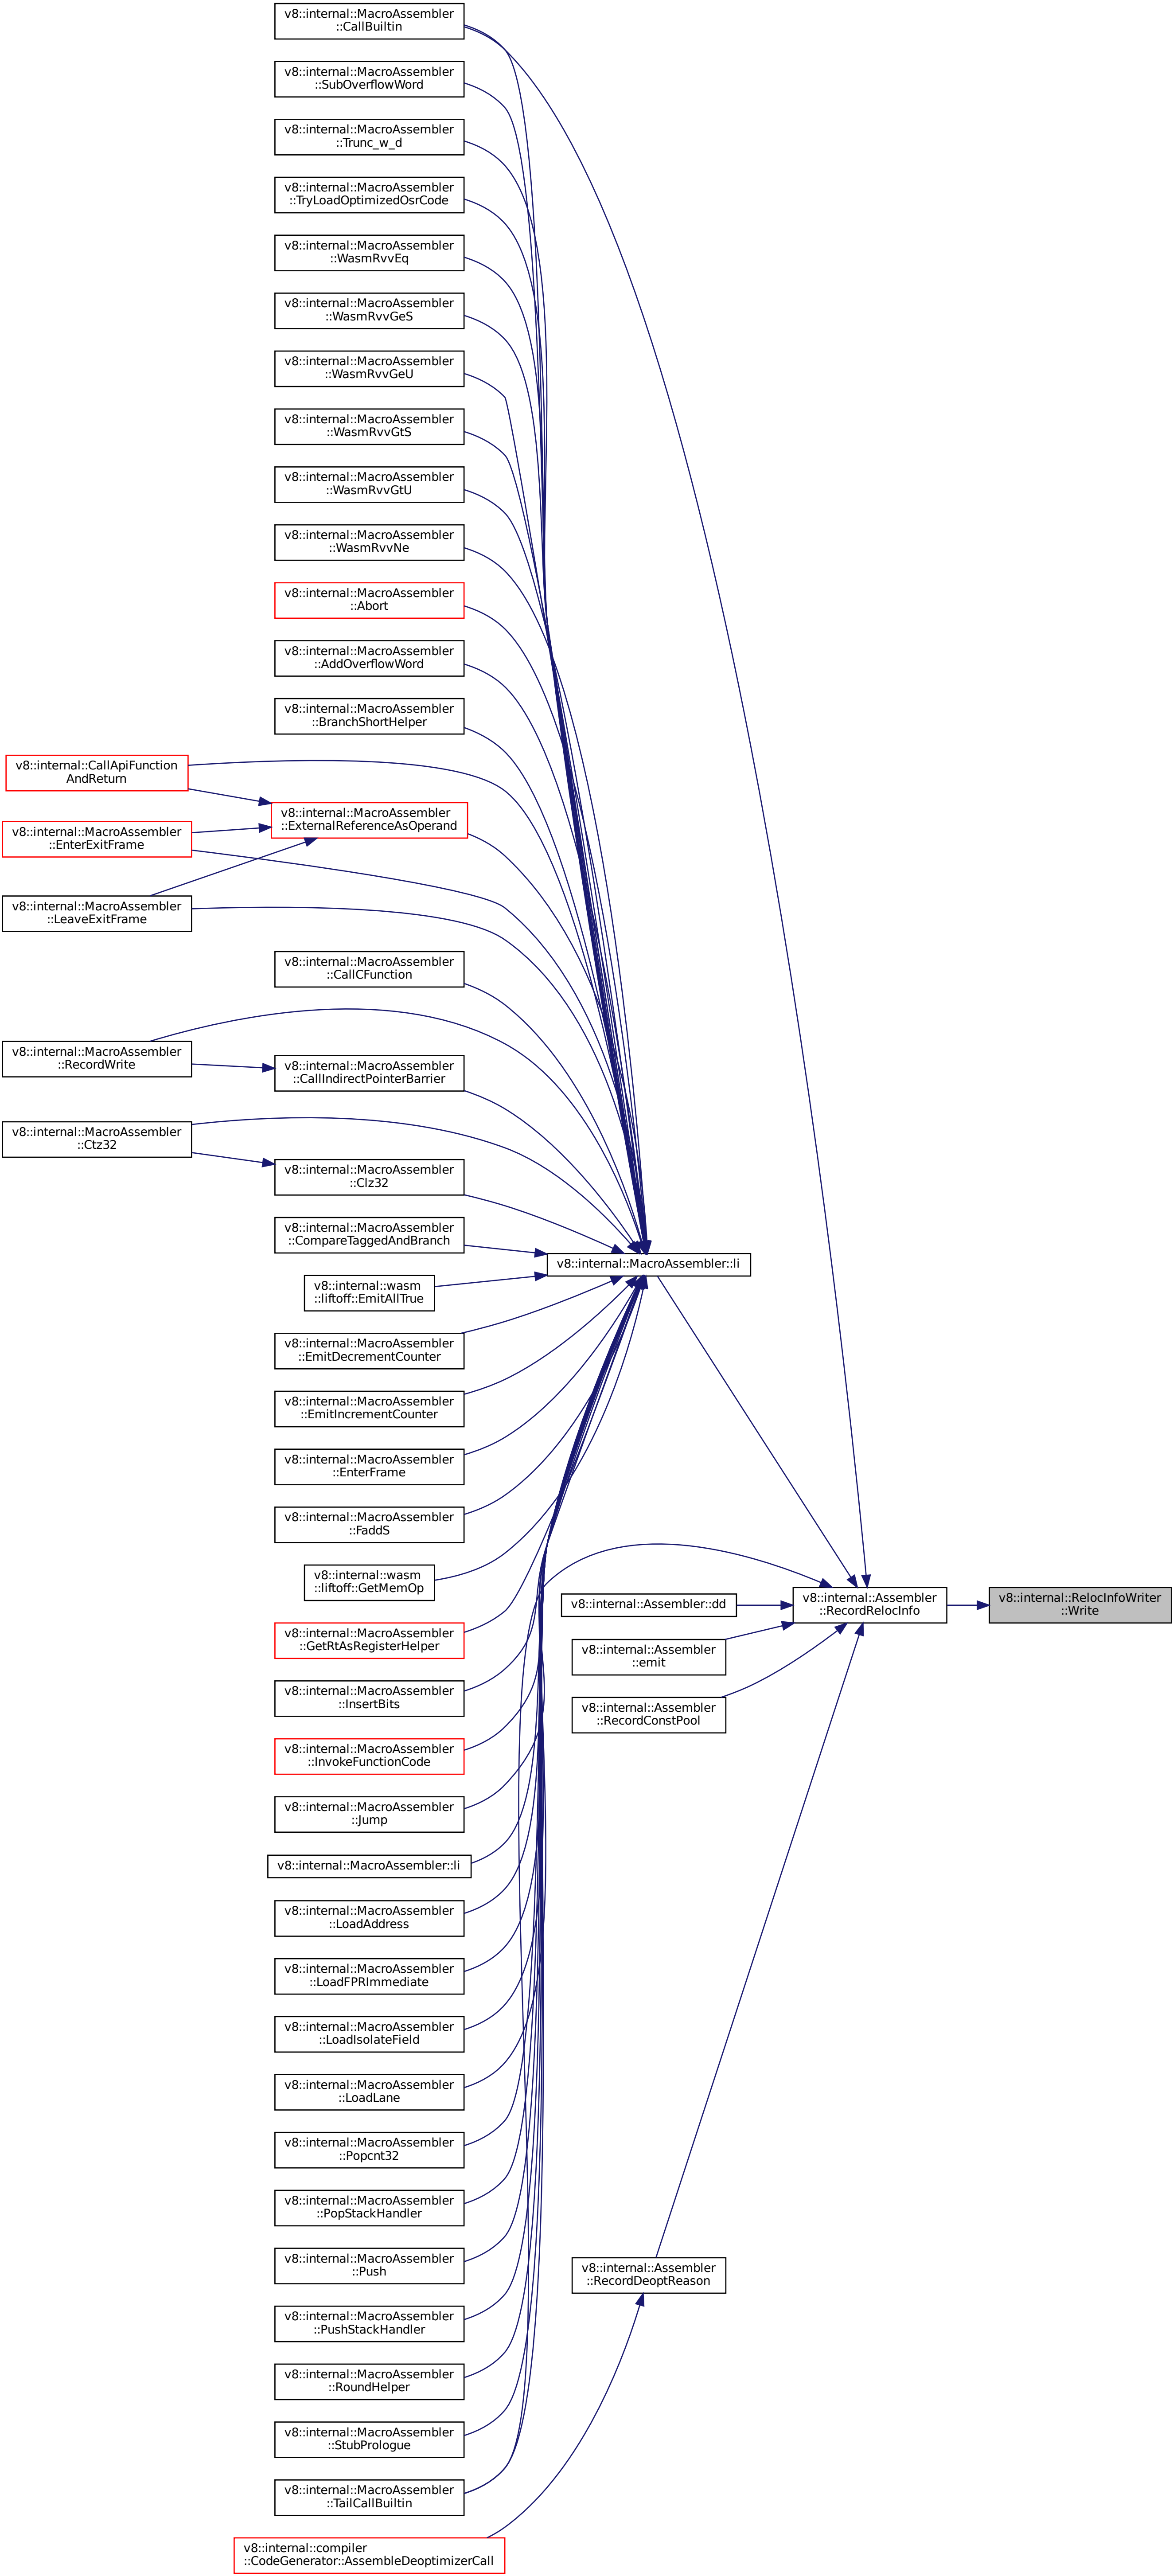 v8::internal::MacroAssembler
::CallBuiltin
v8::internal::MacroAssembler
::SubOverflowWord
v8::internal::MacroAssembler
::Trunc_w_d
v8::internal::MacroAssembler
::TryLoadOptimizedOsrCode
v8::internal::MacroAssembler
::WasmRvvEq
v8::internal::MacroAssembler
::WasmRvvGeS
v8::internal::MacroAssembler
::WasmRvvGeU
v8::internal::MacroAssembler
::WasmRvvGtS
v8::internal::MacroAssembler
::WasmRvvGtU
v8::internal::MacroAssembler
::WasmRvvNe
v8::internal::MacroAssembler
::Abort
v8::internal::MacroAssembler
::AddOverflowWord
v8::internal::MacroAssembler
::BranchShortHelper
v8::internal::CallApiFunction
AndReturn
v8::internal::MacroAssembler
::ExternalReferenceAsOperand
v8::internal::MacroAssembler
::EnterExitFrame
v8::internal::MacroAssembler
::LeaveExitFrame
v8::internal::MacroAssembler
::CallCFunction
v8::internal::MacroAssembler
::RecordWrite
v8::internal::MacroAssembler
::CallIndirectPointerBarrier
v8::internal::MacroAssembler
::Ctz32
v8::internal::MacroAssembler
::Clz32
v8::internal::MacroAssembler
::CompareTaggedAndBranch
v8::internal::MacroAssembler::li
v8::internal::wasm
::liftoff::EmitAllTrue
v8::internal::MacroAssembler
::EmitDecrementCounter
v8::internal::MacroAssembler
::EmitIncrementCounter
v8::internal::MacroAssembler
::EnterFrame
v8::internal::MacroAssembler
::FaddS
v8::internal::wasm
::liftoff::GetMemOp
v8::internal::Assembler::dd
v8::internal::Assembler
::RecordRelocInfo
v8::internal::RelocInfoWriter
::Write
v8::internal::MacroAssembler
::GetRtAsRegisterHelper
v8::internal::Assembler
::emit
v8::internal::MacroAssembler
::InsertBits
v8::internal::Assembler
::RecordConstPool
v8::internal::MacroAssembler
::InvokeFunctionCode
v8::internal::MacroAssembler
::Jump
v8::internal::MacroAssembler::li
v8::internal::MacroAssembler
::LoadAddress
v8::internal::MacroAssembler
::LoadFPRImmediate
v8::internal::MacroAssembler
::LoadIsolateField
v8::internal::MacroAssembler
::LoadLane
v8::internal::MacroAssembler
::Popcnt32
v8::internal::MacroAssembler
::PopStackHandler
v8::internal::MacroAssembler
::Push
v8::internal::Assembler
::RecordDeoptReason
v8::internal::MacroAssembler
::PushStackHandler
v8::internal::MacroAssembler
::RoundHelper
v8::internal::MacroAssembler
::StubPrologue
v8::internal::MacroAssembler
::TailCallBuiltin
v8::internal::compiler
::CodeGenerator::AssembleDeoptimizerCall